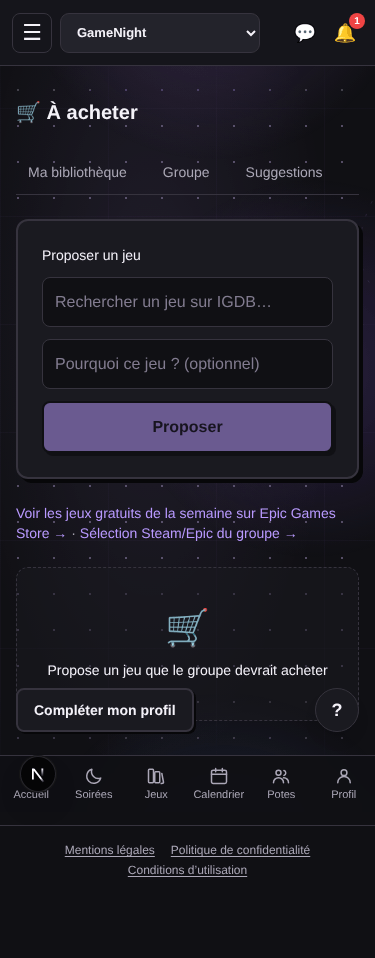 GameNight
1
À acheter
Ma bibliothèque
Groupe
Suggestions
Proposer un jeu
Rechercher un jeu sur IGDB…
Pourquoi ce jeu ? (optionnel)
Proposer
Voir les jeux gratuits de la semaine sur Epic Games
Store → · Sélection Steam/Epic du groupe →
Propose un jeu que le groupe devrait acheter
Compléter mon profil
?
N
Accueil
Soirées
Jeux
Calendrier
Potes
Profil
Mentions légales
Politique de confidentialité
Conditions d'utilisation